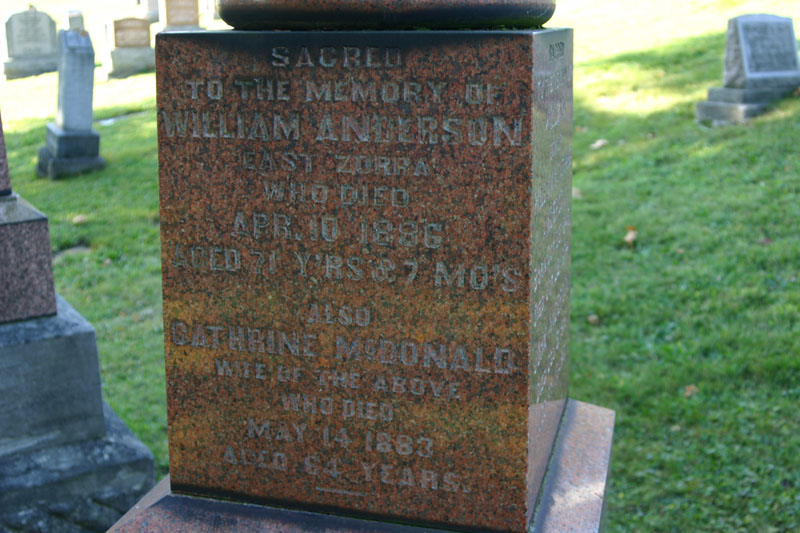 SACRED
TO THE MEMORY OF
WILLIAM ANDERSON
EAST ZORRA
WHO DIED
APR. 10 1886
AGED 71 Y'RS & 7 MO'S
ALSO
CATHRINE McDONALD
WIFE OF THE ABOVE
WHO DIED
MAY 14, 1883
AGED 64 YEARS.